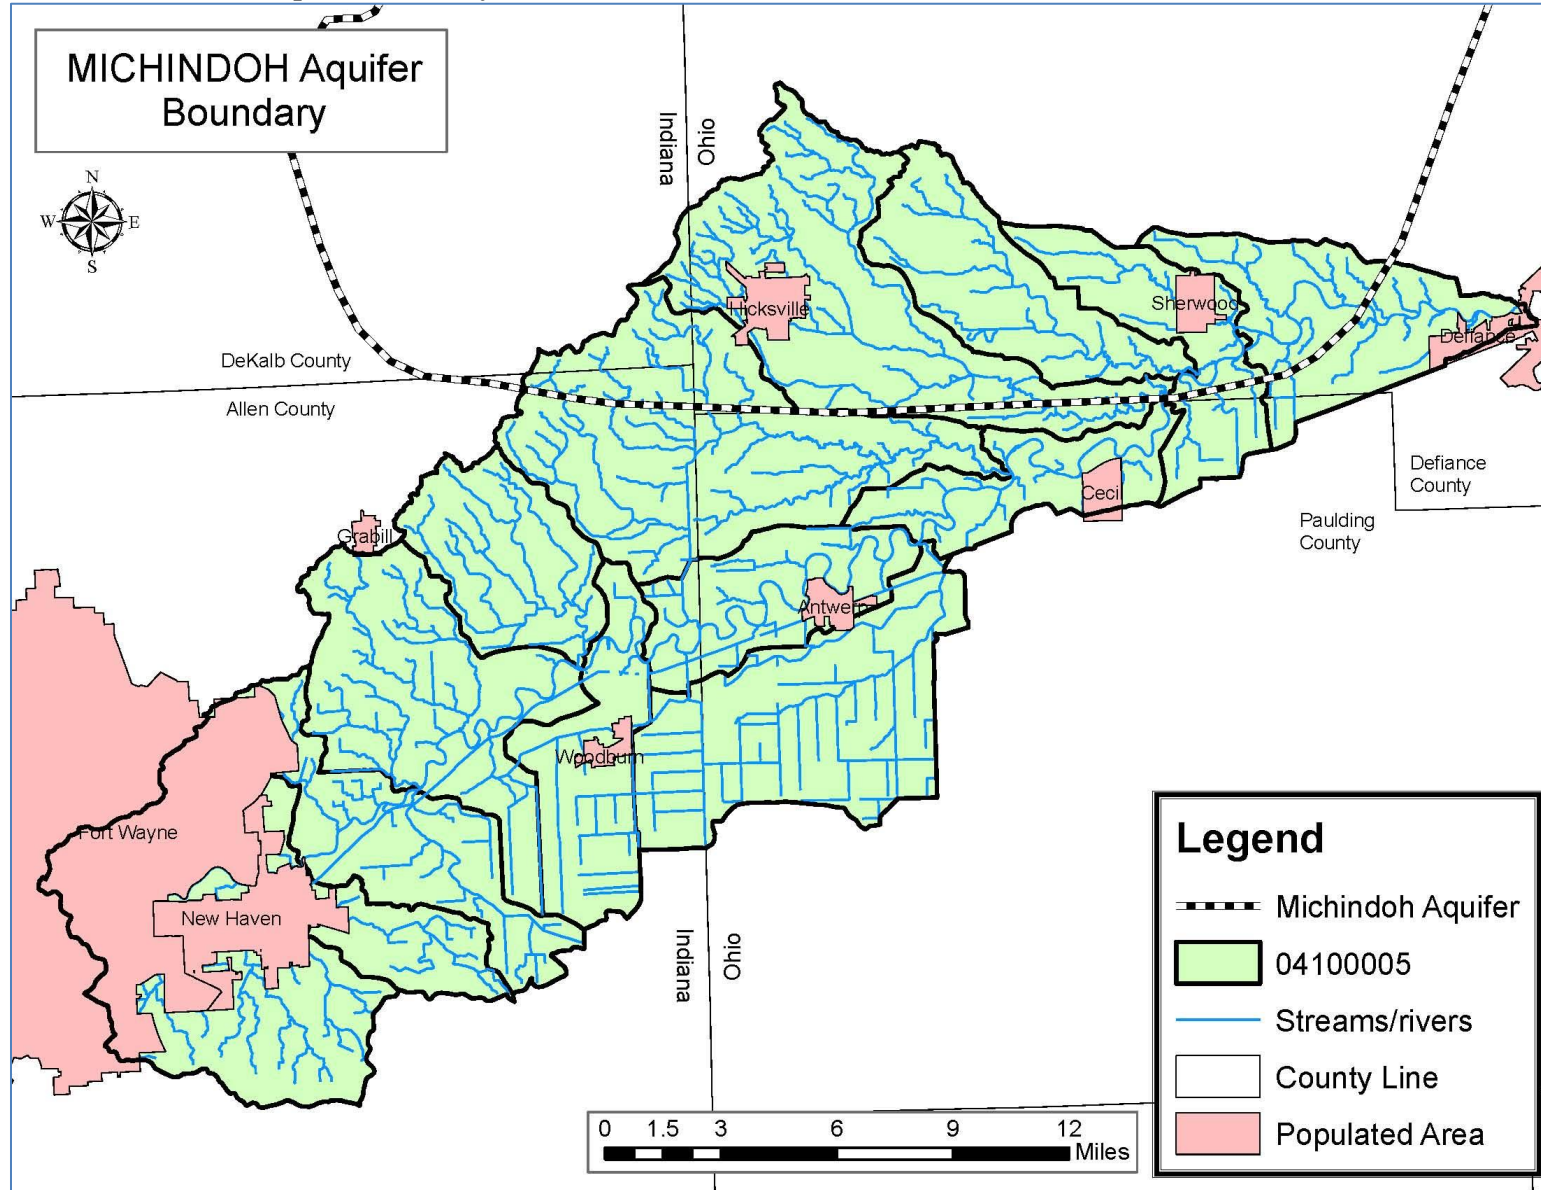 MICHINDOH Aquifer
Boundary
N
W
E
S
Indiana
Ohio
Hicksville
Sherwood
Defiance
DeKalb County
Allen County
Cecil
Defiance
County
Paulding
County
Grabill
Antwerp
Woodburn
Fort Wayne
New Haven
Indiana
Ohio
Legend
Michindoh Aquifer
04100005
Streams/rivers
County Line
Populated Area
0 1.5 3 6 9 12
Miles